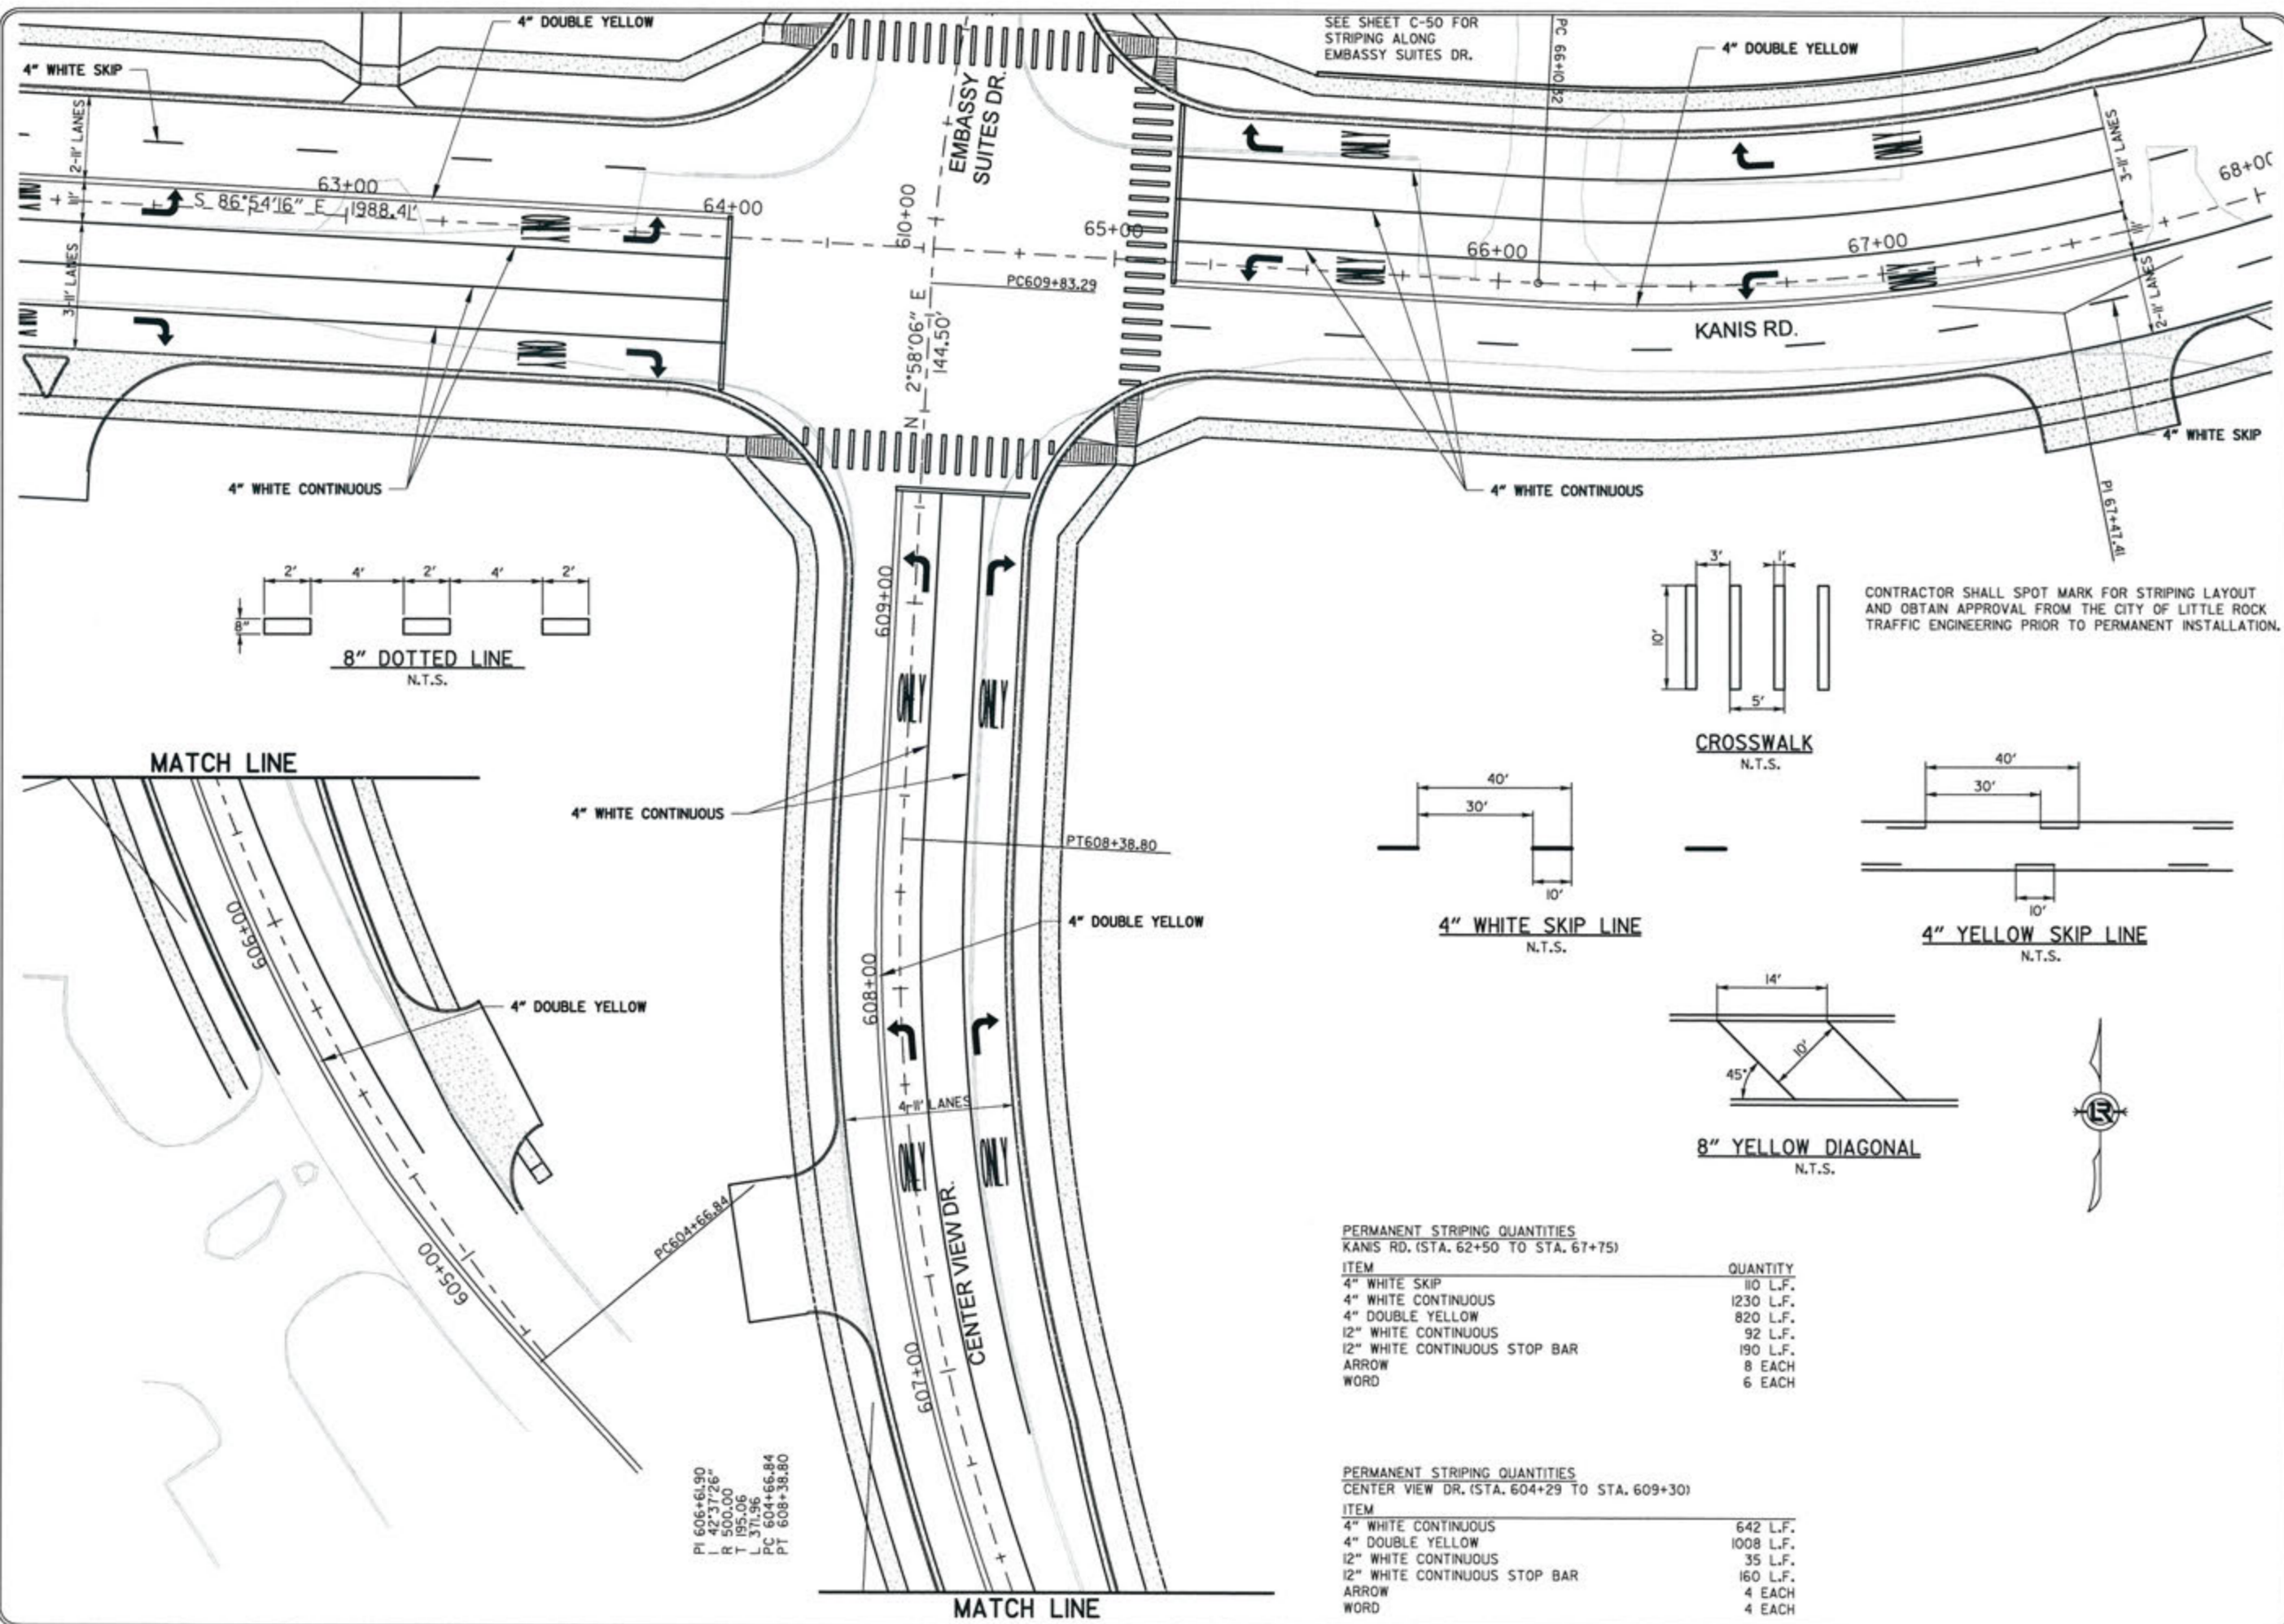 4" DOUBLE YELLOW
SEE SHEET C-50 FOR
STRIPING ALONG
EMBASSY SUITES DR.
PC 66+10.32
4" DOUBLE YELLOW
4" WHITE SKIP
2-11' LANES
11'
3-11' LANES
63+00
S 86°54'16" E 1988.41'
64+00
ONLY
ONLY
EMBASSY
SUITES DR.
610+00
65+00
PC609+83.29
N 2°58'06" E
144.50'
ONLY
ONLY
ONLY
ONLY
66+00
67+00
68+00
3-11' LANES
11'
2-11' LANES
KANIS RD.
4" WHITE SKIP
PI 67+47.41
4" WHITE CONTINUOUS
4" WHITE CONTINUOUS
2' 4' 2' 4' 2'
8"
8" DOTTED LINE
N.T.S.
609+00
ONLY
ONLY
3' 1'
10'
5'
CROSSWALK
N.T.S.
CONTRACTOR SHALL SPOT MARK FOR STRIPING LAYOUT
AND OBTAIN APPROVAL FROM THE CITY OF LITTLE ROCK
TRAFFIC ENGINEERING PRIOR TO PERMANENT INSTALLATION.
MATCH LINE
4" WHITE CONTINUOUS
PT608+38.80
4" DOUBLE YELLOW
608+00
40'
30'
10'
4" WHITE SKIP LINE
N.T.S.
40'
30'
10'
4" YELLOW SKIP LINE
N.T.S.
606+00
4" DOUBLE YELLOW
605+00
PC604+66.84
4-11' LANES
ONLY
ONLY
CENTER VIEW DR.
607+00
14'
10'
45°
8" YELLOW DIAGONAL
N.T.S.
LR
PI 606+61.90
I 42°37'26"
R 500.00
T 195.06
L 371.96
PC 604+66.84
PT 608+38.80
MATCH LINE
PERMANENT STRIPING QUANTITIES
KANIS RD. (STA. 62+50 TO STA. 67+75)
ITEM QUANTITY
4" WHITE SKIP 110 L.F.
4" WHITE CONTINUOUS 1230 L.F.
4" DOUBLE YELLOW 820 L.F.
12" WHITE CONTINUOUS 92 L.F.
12" WHITE CONTINUOUS STOP BAR 190 L.F.
ARROW 8 EACH
WORD 6 EACH
PERMANENT STRIPING QUANTITIES
CENTER VIEW DR. (STA. 604+29 TO STA. 609+30)
ITEM
4" WHITE CONTINUOUS 642 L.F.
4" DOUBLE YELLOW 1008 L.F.
12" WHITE CONTINUOUS 35 L.F.
12" WHITE CONTINUOUS STOP BAR 160 L.F.
ARROW 4 EACH
WORD 4 EACH